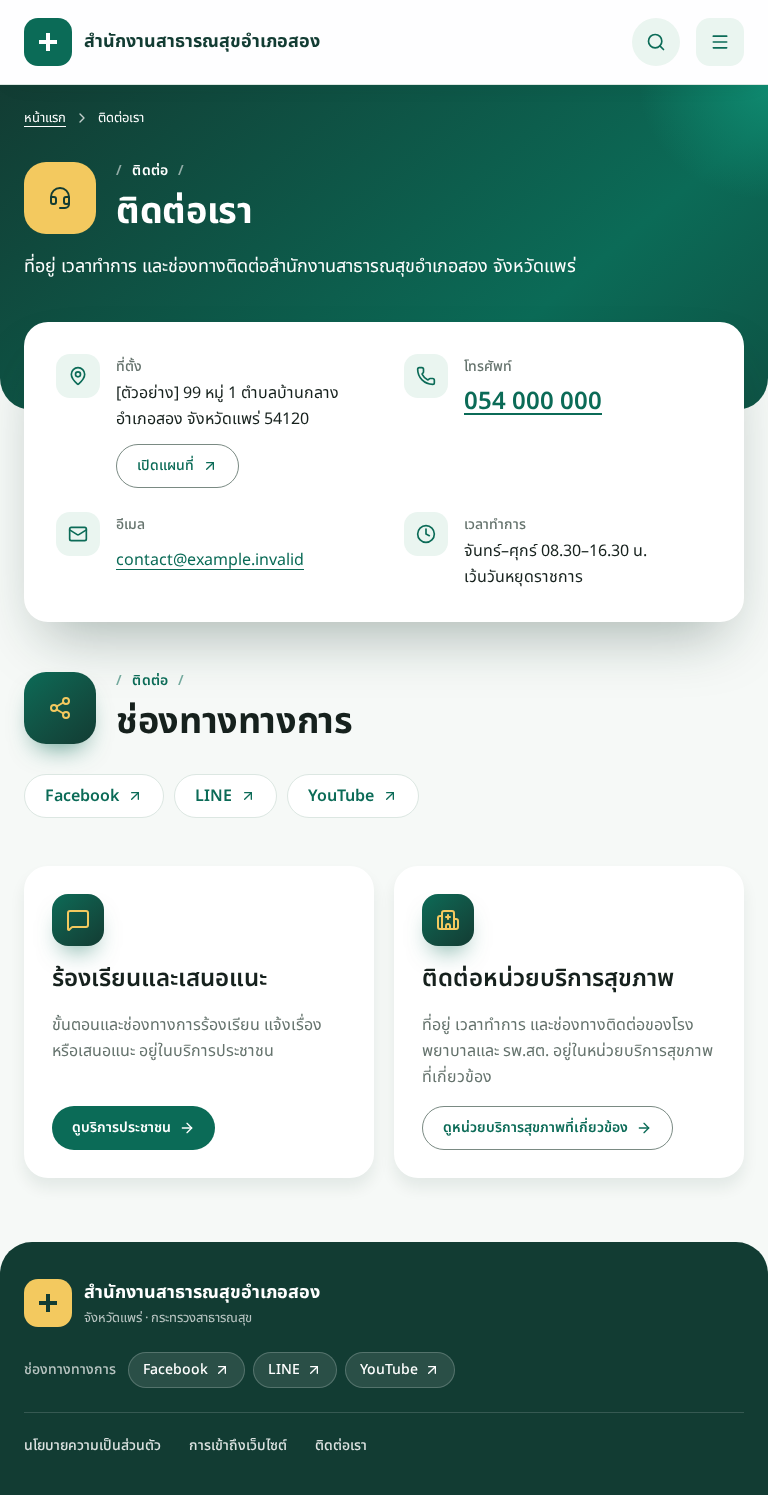 สำนักงานสาธารณสุขอำเภอสอง
หน้าแรก
ติดต่อเรา
/ ติดต่อ /
ติดต่อเรา
ที่อยู่ เวลาทำการ และช่องทางติดต่อสำนักงานสาธารณสุขอำเภอสอง จังหวัดแพร่
ที่ตั้ง
[ตัวอย่าง] 99 หมู่ 1 ตำบลบ้านกลาง
อำเภอสอง จังหวัดแพร่ 54120
เปิดแผนที่
โทรศัพท์
054 000 000
อีเมล
contact@example.invalid
เวลาทำการ
จันทร์–ศุกร์ 08.30–16.30 น.
เว้นวันหยุดราชการ
/ ติดต่อ /
ช่องทางทางการ
Facebook
LINE
YouTube
ร้องเรียนและเสนอแนะ
ขั้นตอนและช่องทางการร้องเรียน แจ้งเรื่อง
หรือเสนอแนะ อยู่ในบริการประชาชน
ดูบริการประชาชน
ติดต่อหน่วยบริการสุขภาพ
ที่อยู่ เวลาทำการ และช่องทางติดต่อของโรง
พยาบาลและ รพ.สต. อยู่ในหน่วยบริการสุขภาพ
ที่เกี่ยวข้อง
ดูหน่วยบริการสุขภาพที่เกี่ยวข้อง
สำนักงานสาธารณสุขอำเภอสอง
จังหวัดแพร่ · กระทรวงสาธารณสุข
ช่องทางทางการ
Facebook
LINE
YouTube
นโยบายความเป็นส่วนตัว
การเข้าถึงเว็บไซต์
ติดต่อเรา